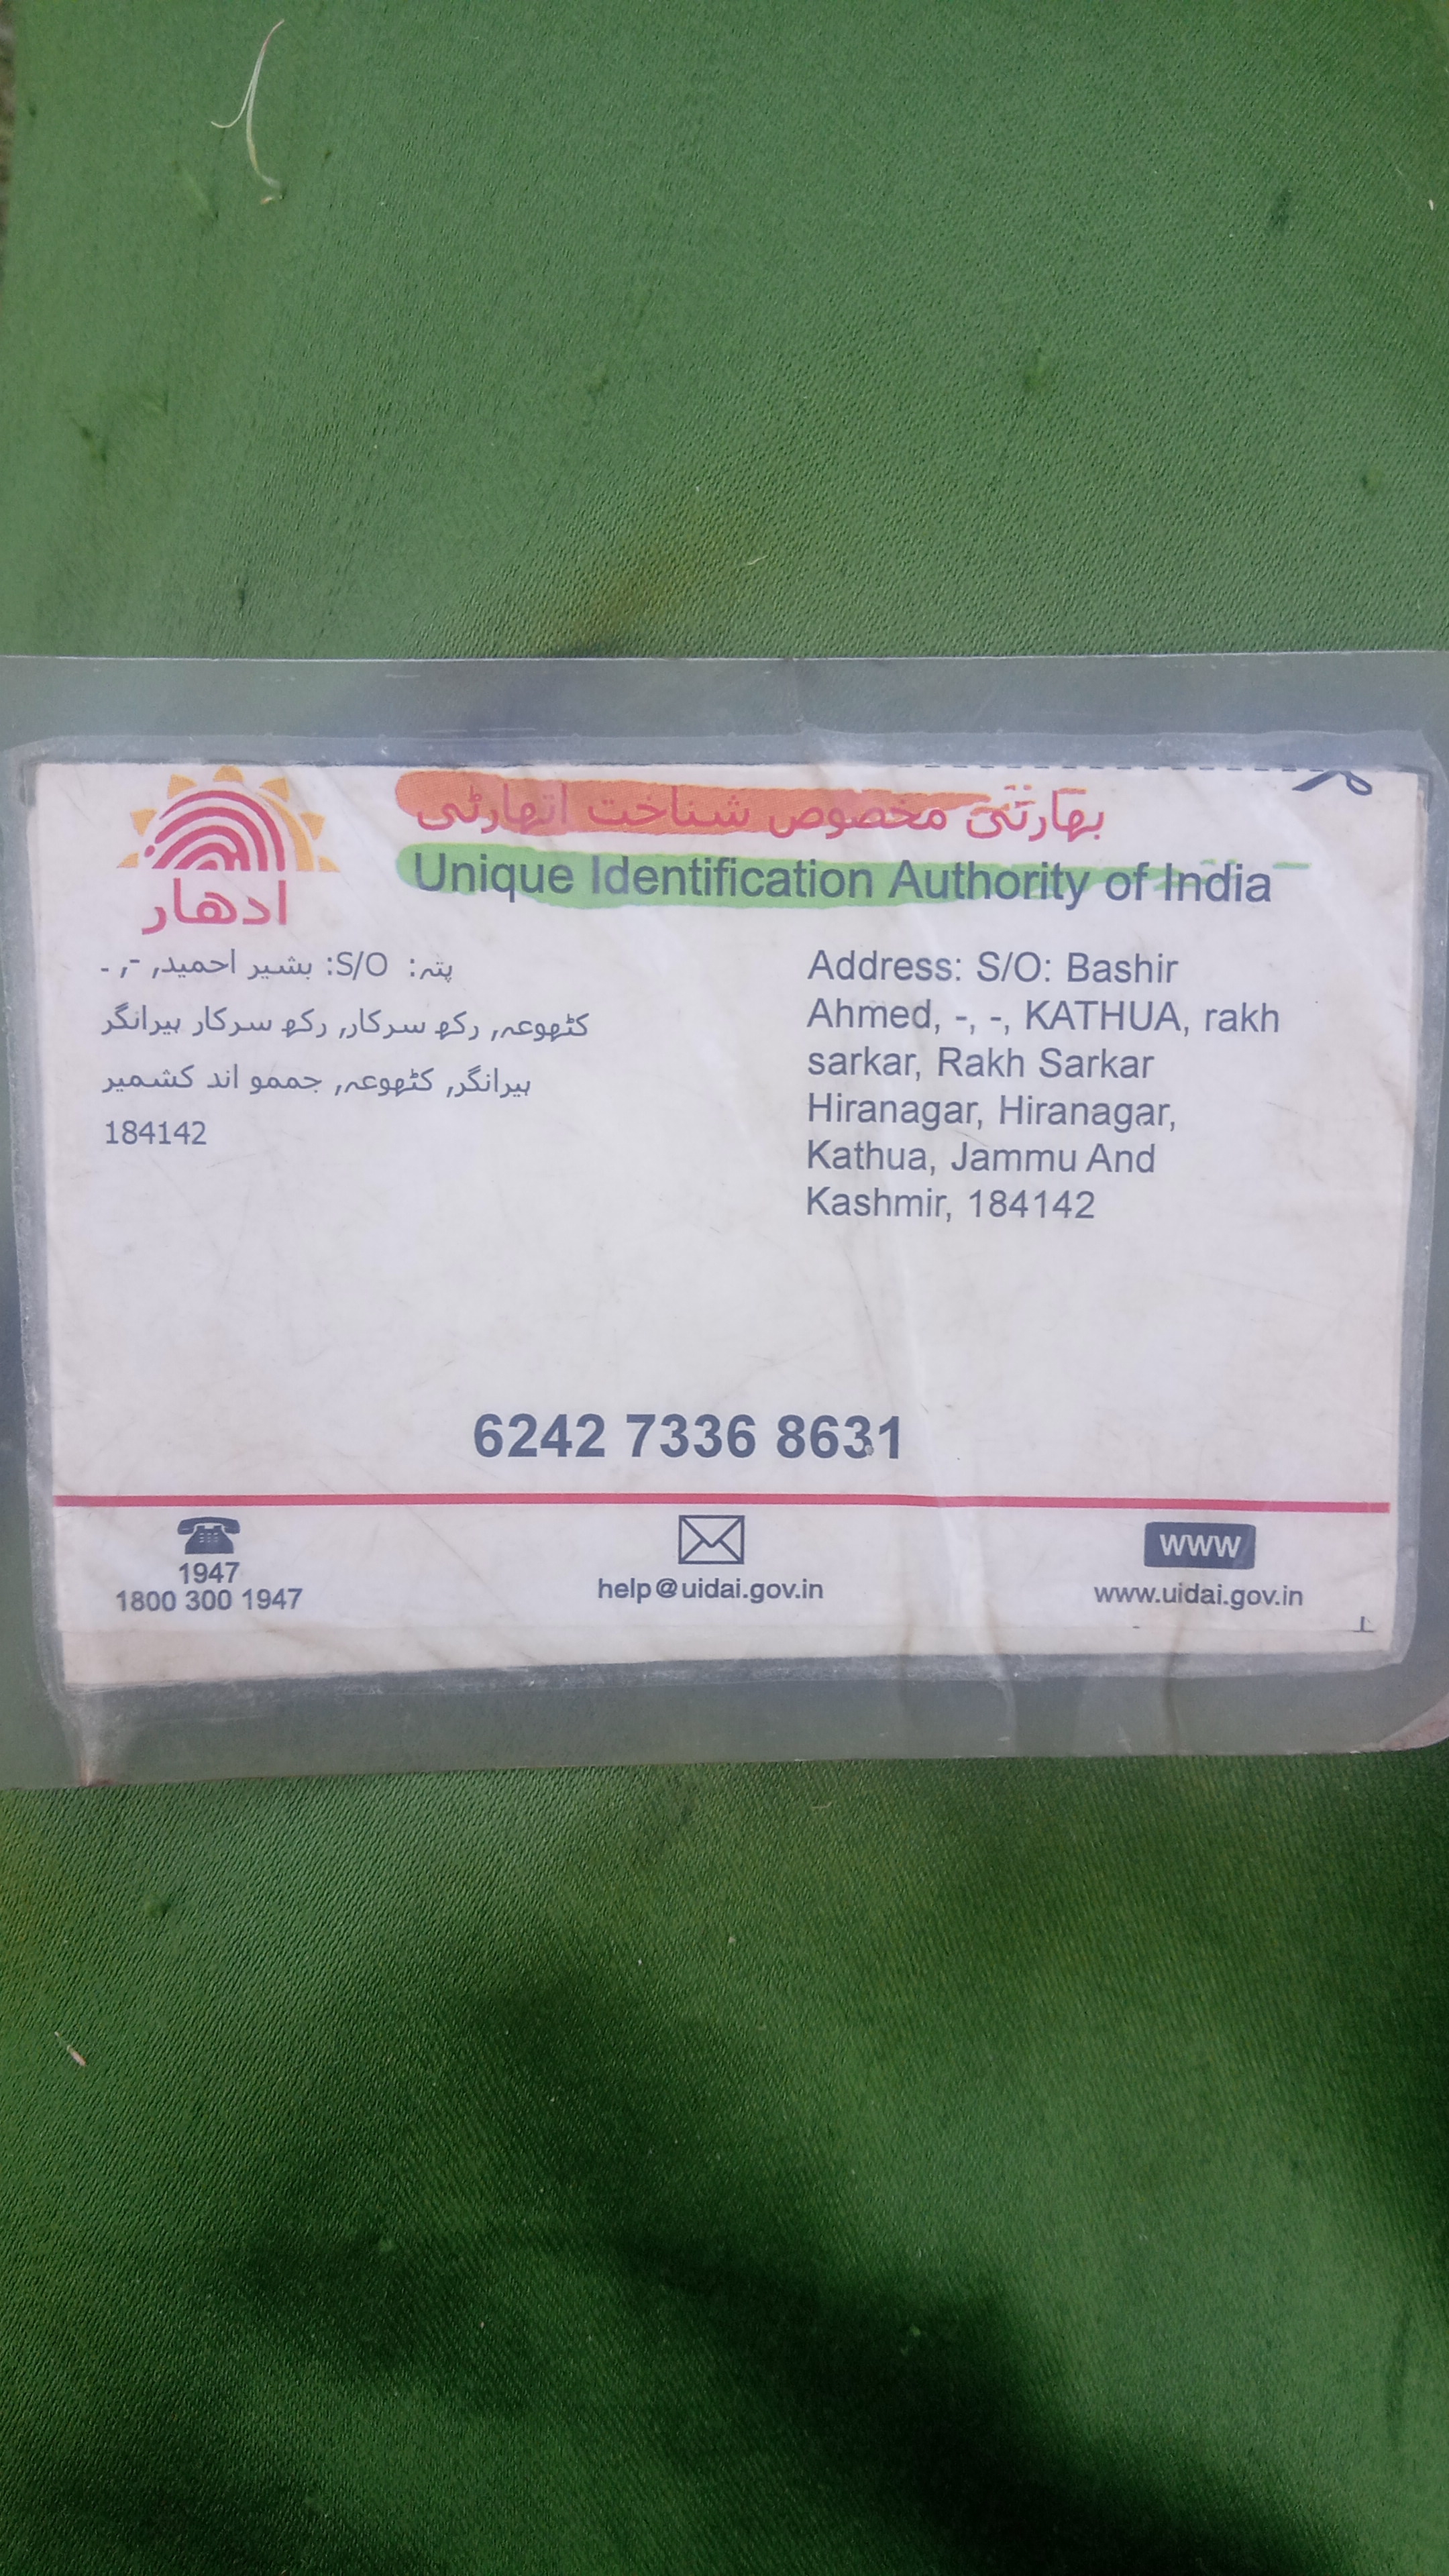 بھارتی مخصوص شناخت اتھارٹی
Unique Identification Authority of India
ادھار
پتہ: S/O: بشیر احمید, -, -
کٹھوعہ, رکھ سرکار, رکھ سرکار ہیرانگر
ہیرانگر, کٹھوعہ, جممو اند کشمیر
184142
Address: S/O: Bashir
Ahmed, -, -, KATHUA, rakh
sarkar, Rakh Sarkar
Hiranagar, Hiranagar,
Kathua, Jammu And
Kashmir, 184142
6242 7336 8631
1947
1800 300 1947
help@uidai.gov.in
www
www.uidai.gov.in